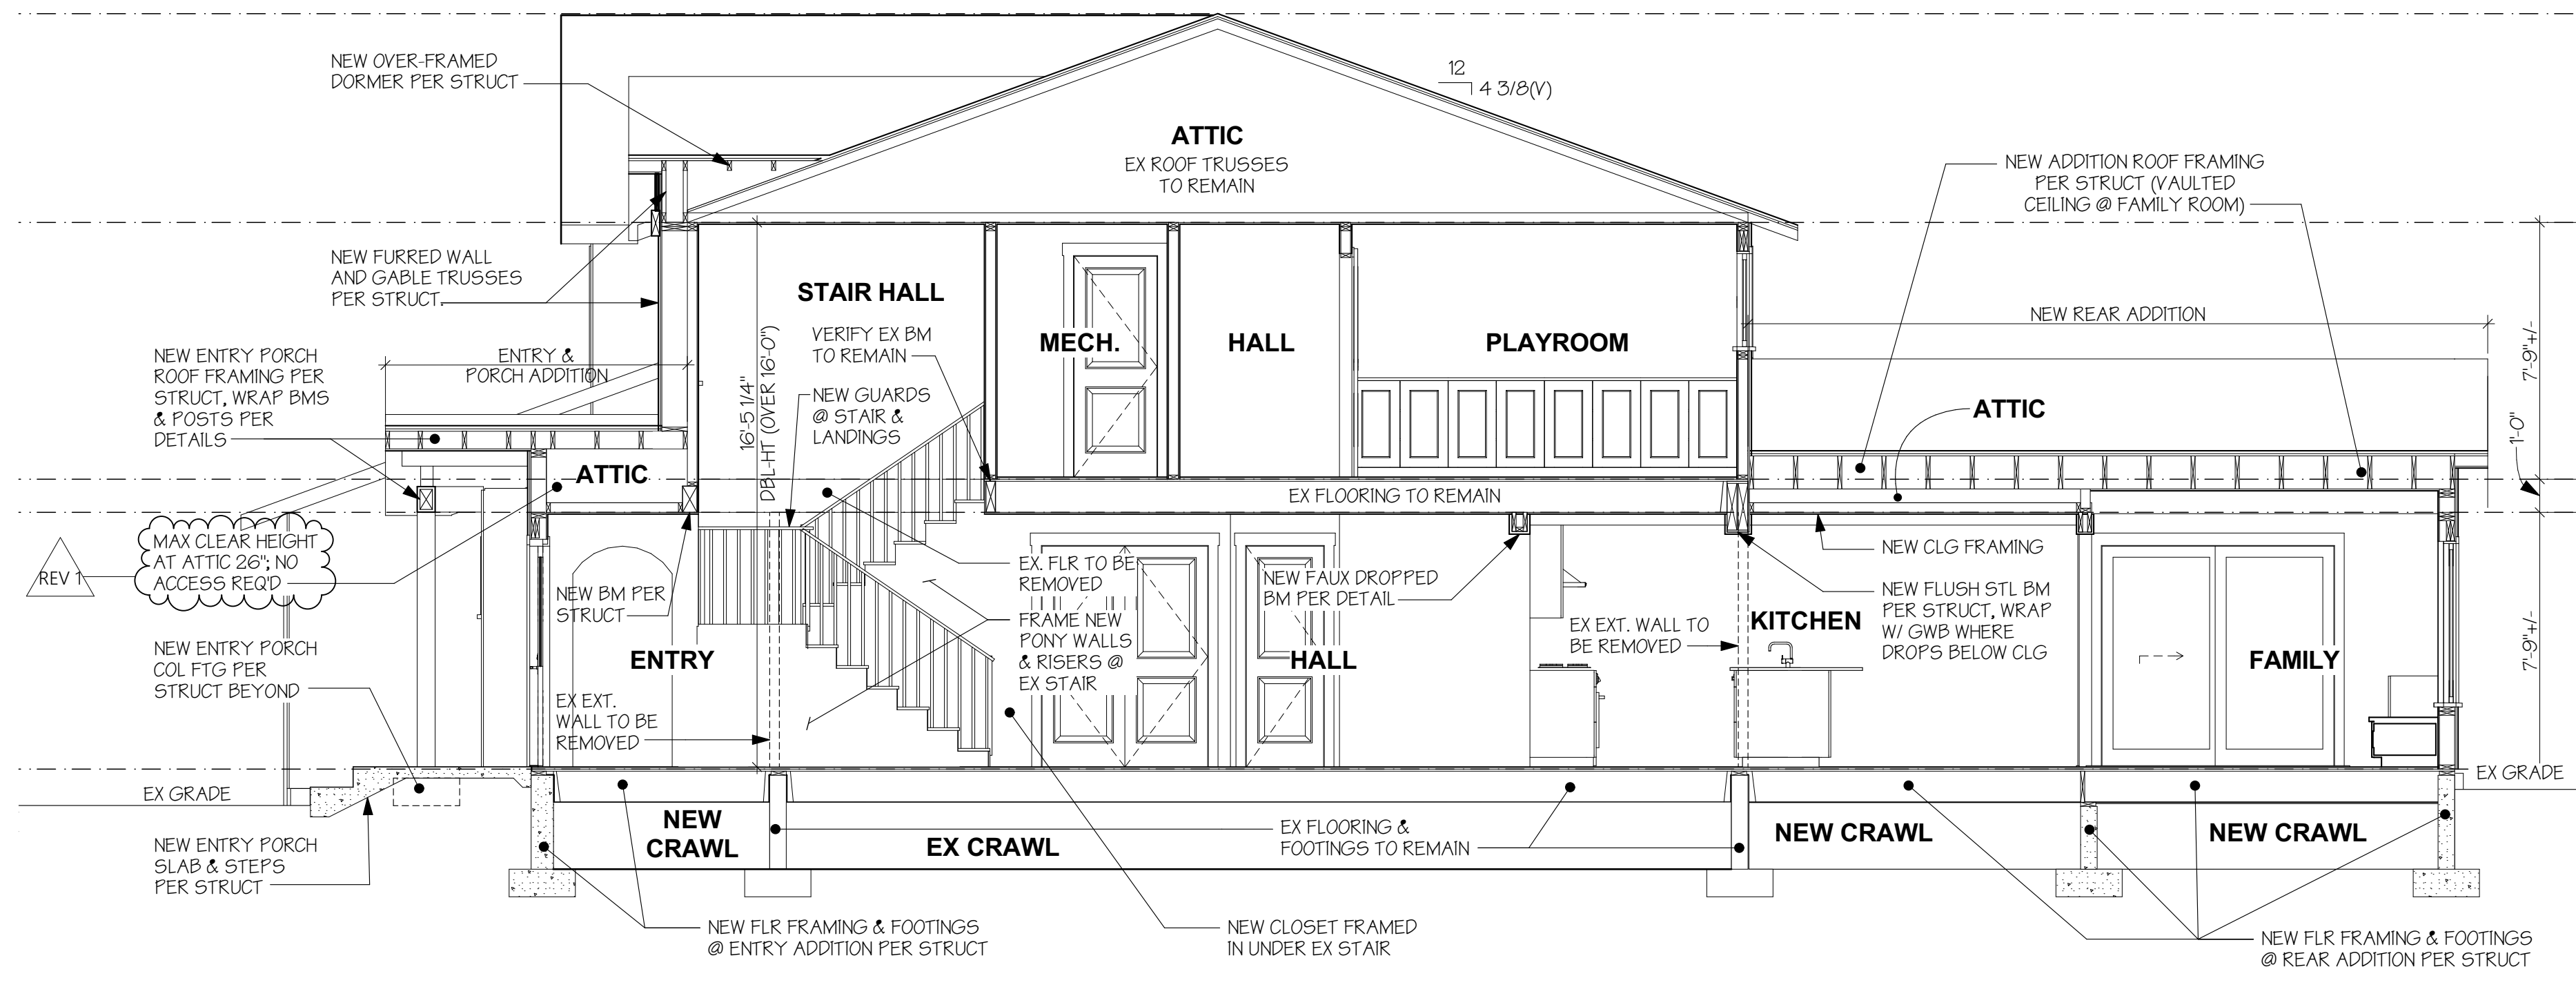 NEW OVER-FRAMED
DORMER PER STRUCT
12
4 3/8(V)
ATTIC
EX ROOF TRUSSES
TO REMAIN
NEW ADDITION ROOF FRAMING
PER STRUCT (VAULTED
CEILING @ FAMILY ROOM)
NEW FURRED WALL
AND GABLE TRUSSES
PER STRUCT.
STAIR HALL
VERIFY EX BM
TO REMAIN
MECH.
HALL
PLAYROOM
NEW REAR ADDITION
7'-9"+/-
NEW ENTRY PORCH
ROOF FRAMING PER
STRUCT, WRAP BMS
& POSTS PER
DETAILS
ENTRY &
PORCH ADDITION
16'-5 1/4"
DBL-HT (OVER 16'-0")
NEW GUARDS
@ STAIR &
LANDINGS
ATTIC
1'-0"
ATTIC
EX FLOORING TO REMAIN
REV 1
MAX CLEAR HEIGHT
AT ATTIC 26"; NO
ACCESS REQ'D
NEW BM PER
STRUCT
EX. FLR TO BE
REMOVED
FRAME NEW
PONY WALLS
& RISERS @
EX STAIR
NEW FAUX DROPPED
BM PER DETAIL
NEW CLG FRAMING
NEW FLUSH STL BM
PER STRUCT, WRAP
W/ GWB WHERE
DROPS BELOW CLG
EX EXT. WALL TO
BE REMOVED
KITCHEN
7'-9"+/-
NEW ENTRY PORCH
COL FTG PER
STRUCT BEYOND
ENTRY
HALL
FAMILY
EX EXT.
WALL TO BE
REMOVED
EX GRADE
EX GRADE
NEW ENTRY PORCH
SLAB & STEPS
PER STRUCT
NEW
CRAWL
EX CRAWL
EX FLOORING &
FOOTINGS TO REMAIN
NEW CRAWL
NEW CRAWL
NEW FLR FRAMING & FOOTINGS
@ ENTRY ADDITION PER STRUCT
NEW CLOSET FRAMED
IN UNDER EX STAIR
NEW FLR FRAMING & FOOTINGS
@ REAR ADDITION PER STRUCT